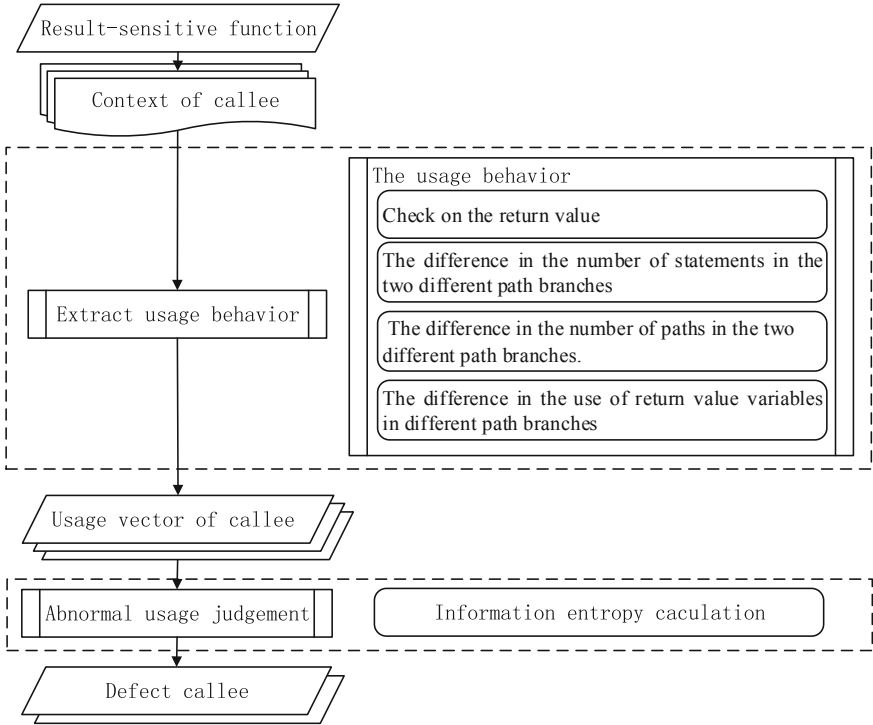 Result-sensitive function
Context of callee
The usage behavior
Check on the return value
The difference in the number of statements in the
two different path branches
Extract usage behavior
The difference in the number of paths in the two
different path branches.
The difference in the use of return value variables
in different path branches
Usage vector of callee
Abnormal usage judgement
Information entropy caculation
Defect callee